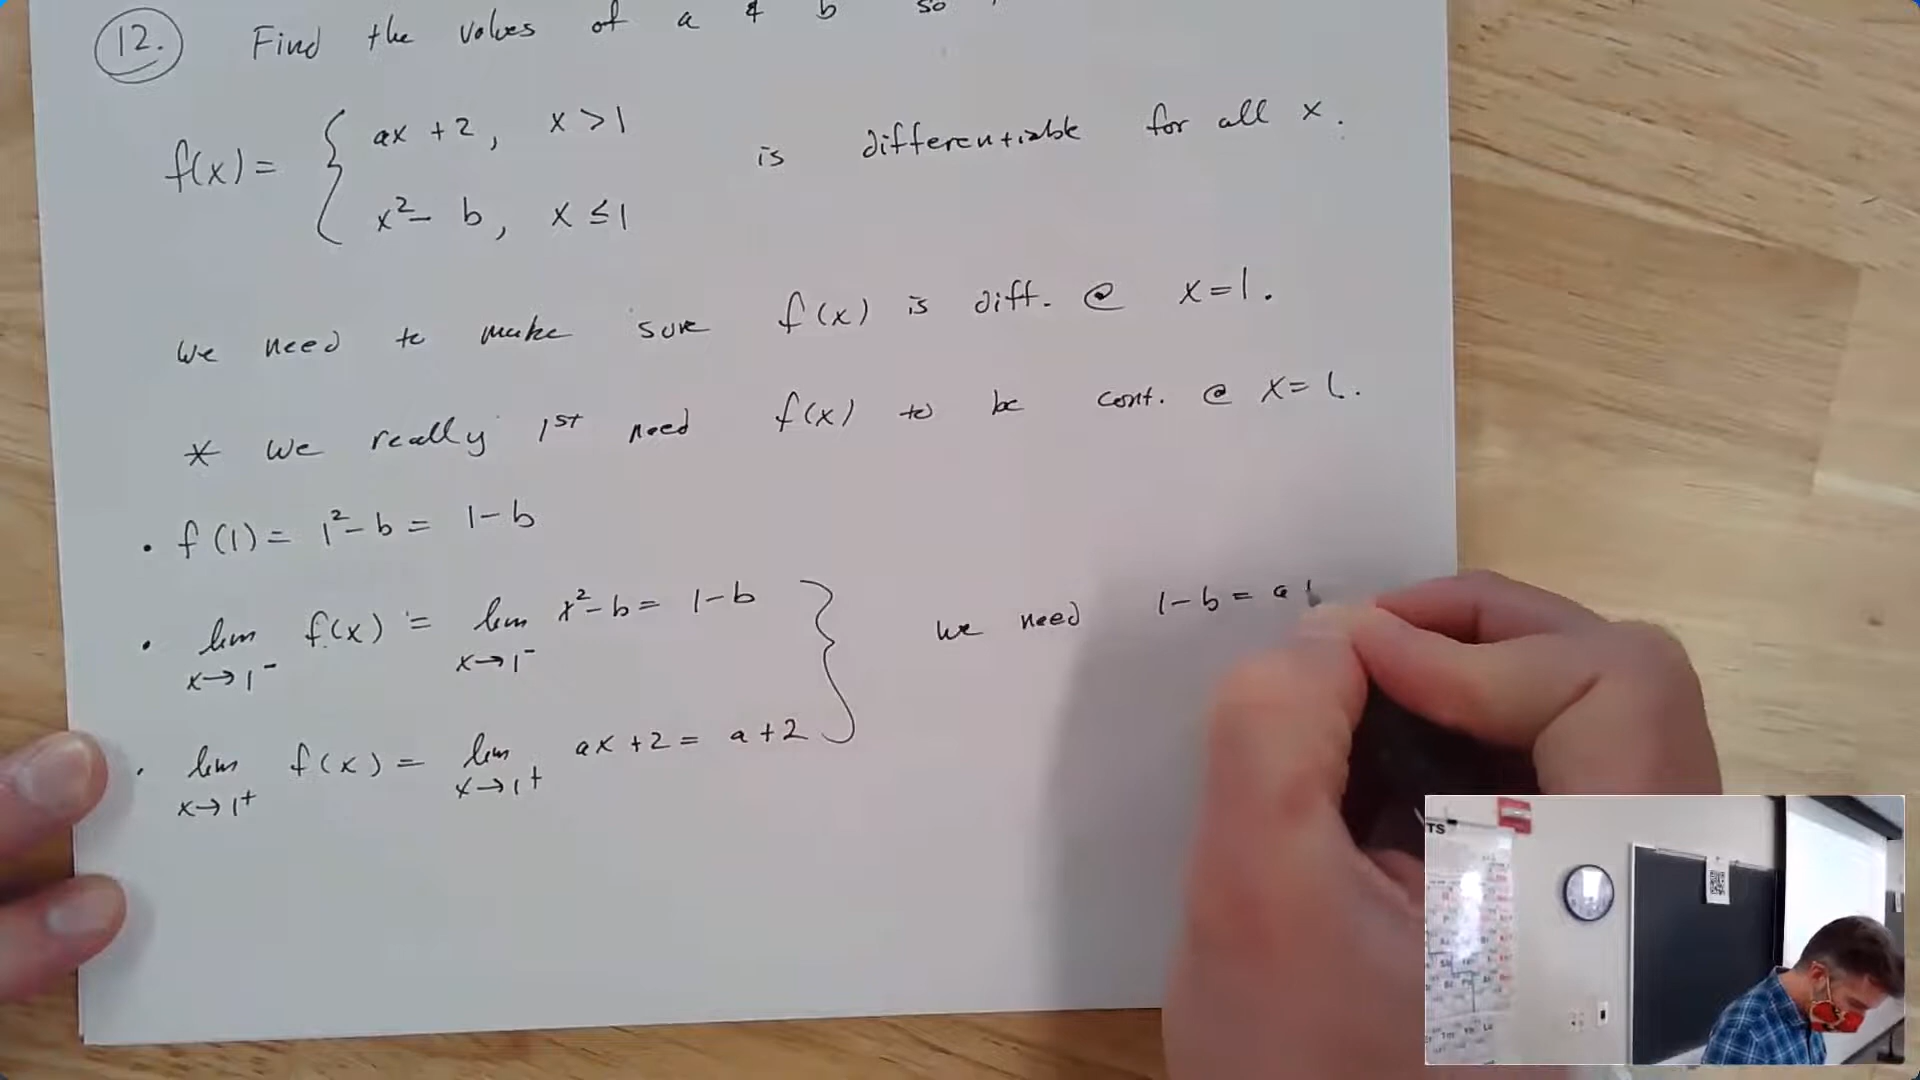 12. Find the values of a & b so
f(x) = { ax + 2, x > 1
x² - b, x ≤ 1
is differentiable for all x.
We need to make sure f(x) is diff. @ x = 1.
* We really 1st need f(x) to be cont. @ x = 1.
• f(1) = 1² - b = 1 - b
• lim x→1⁻ f(x) = lim x→1⁻ x² - b = 1 - b
• lim x→1⁺ f(x) = lim x→1⁺ ax + 2 = a + 2
} We need 1 - b = a
TS